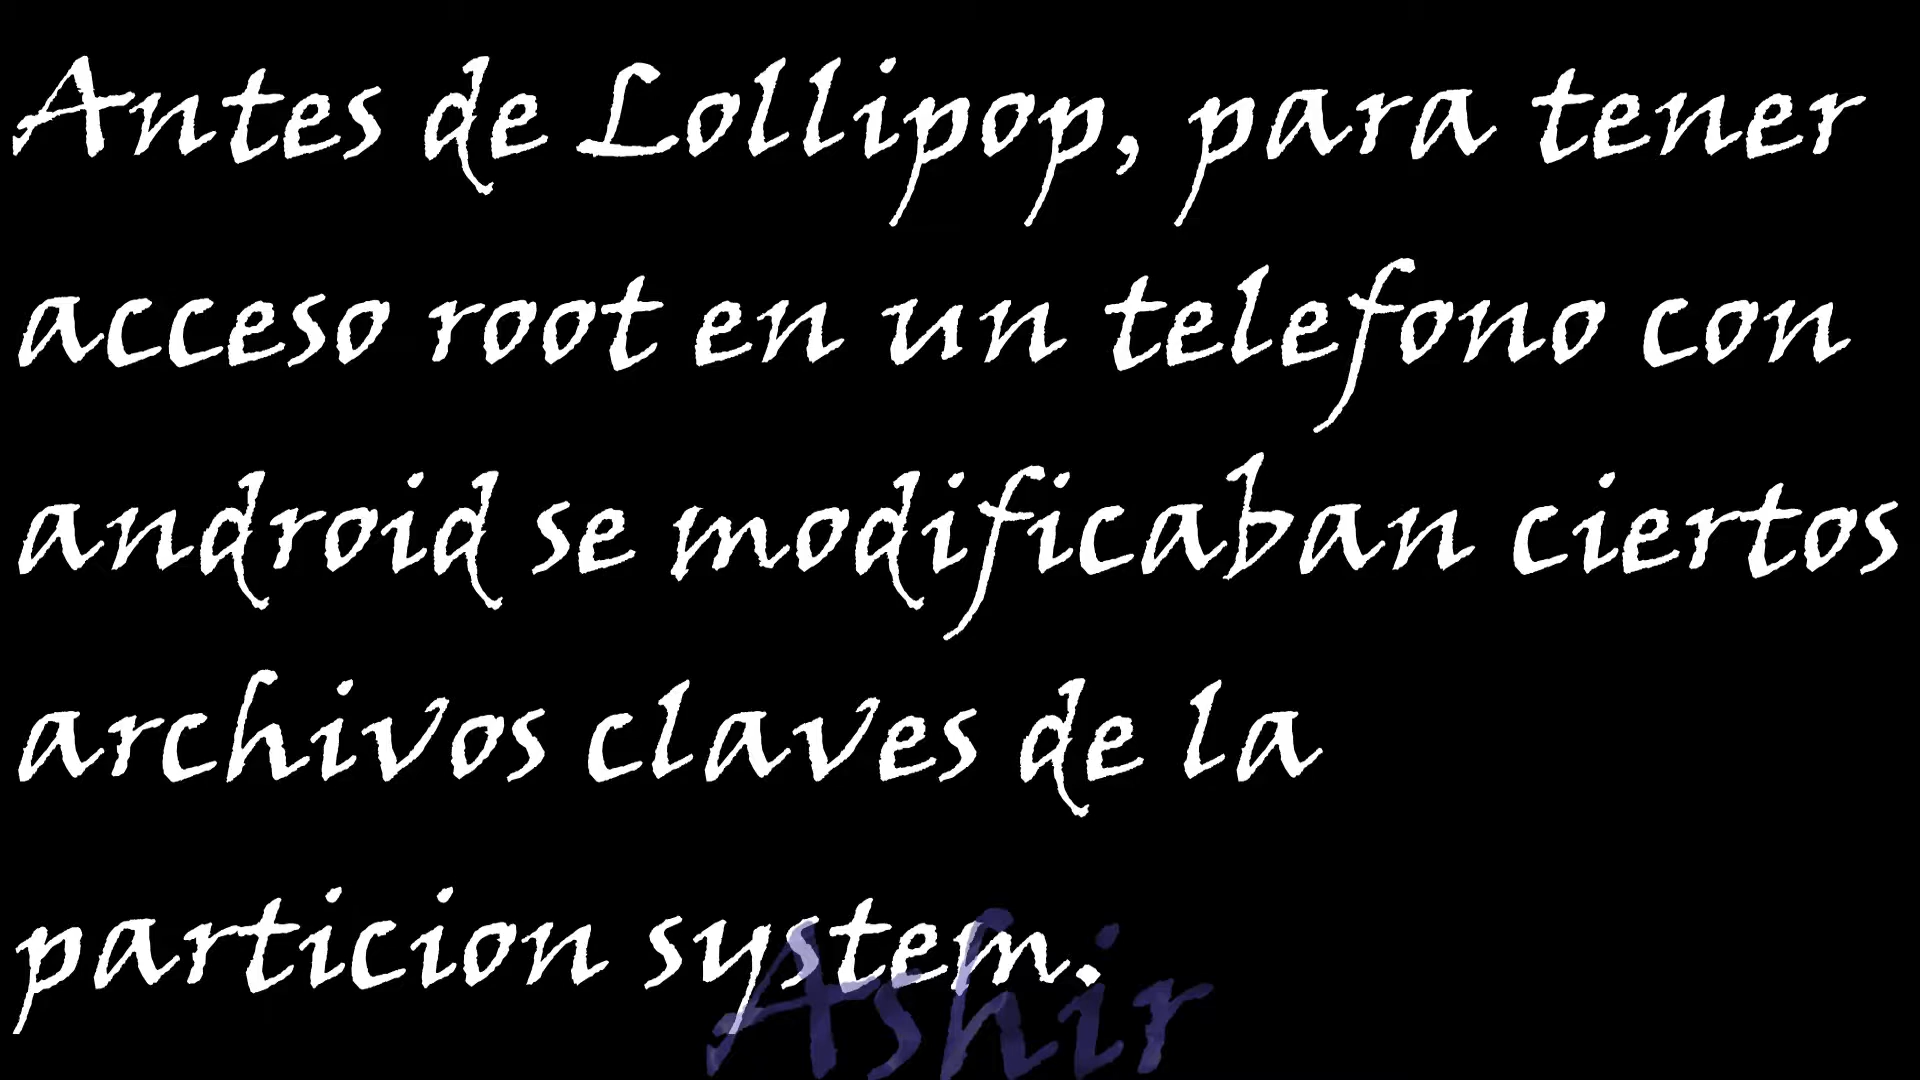 Antes de Lollipop, para tener
acceso root en un telefono con
android se modificaban ciertos
archivos claves de la
particion system.
Ashir